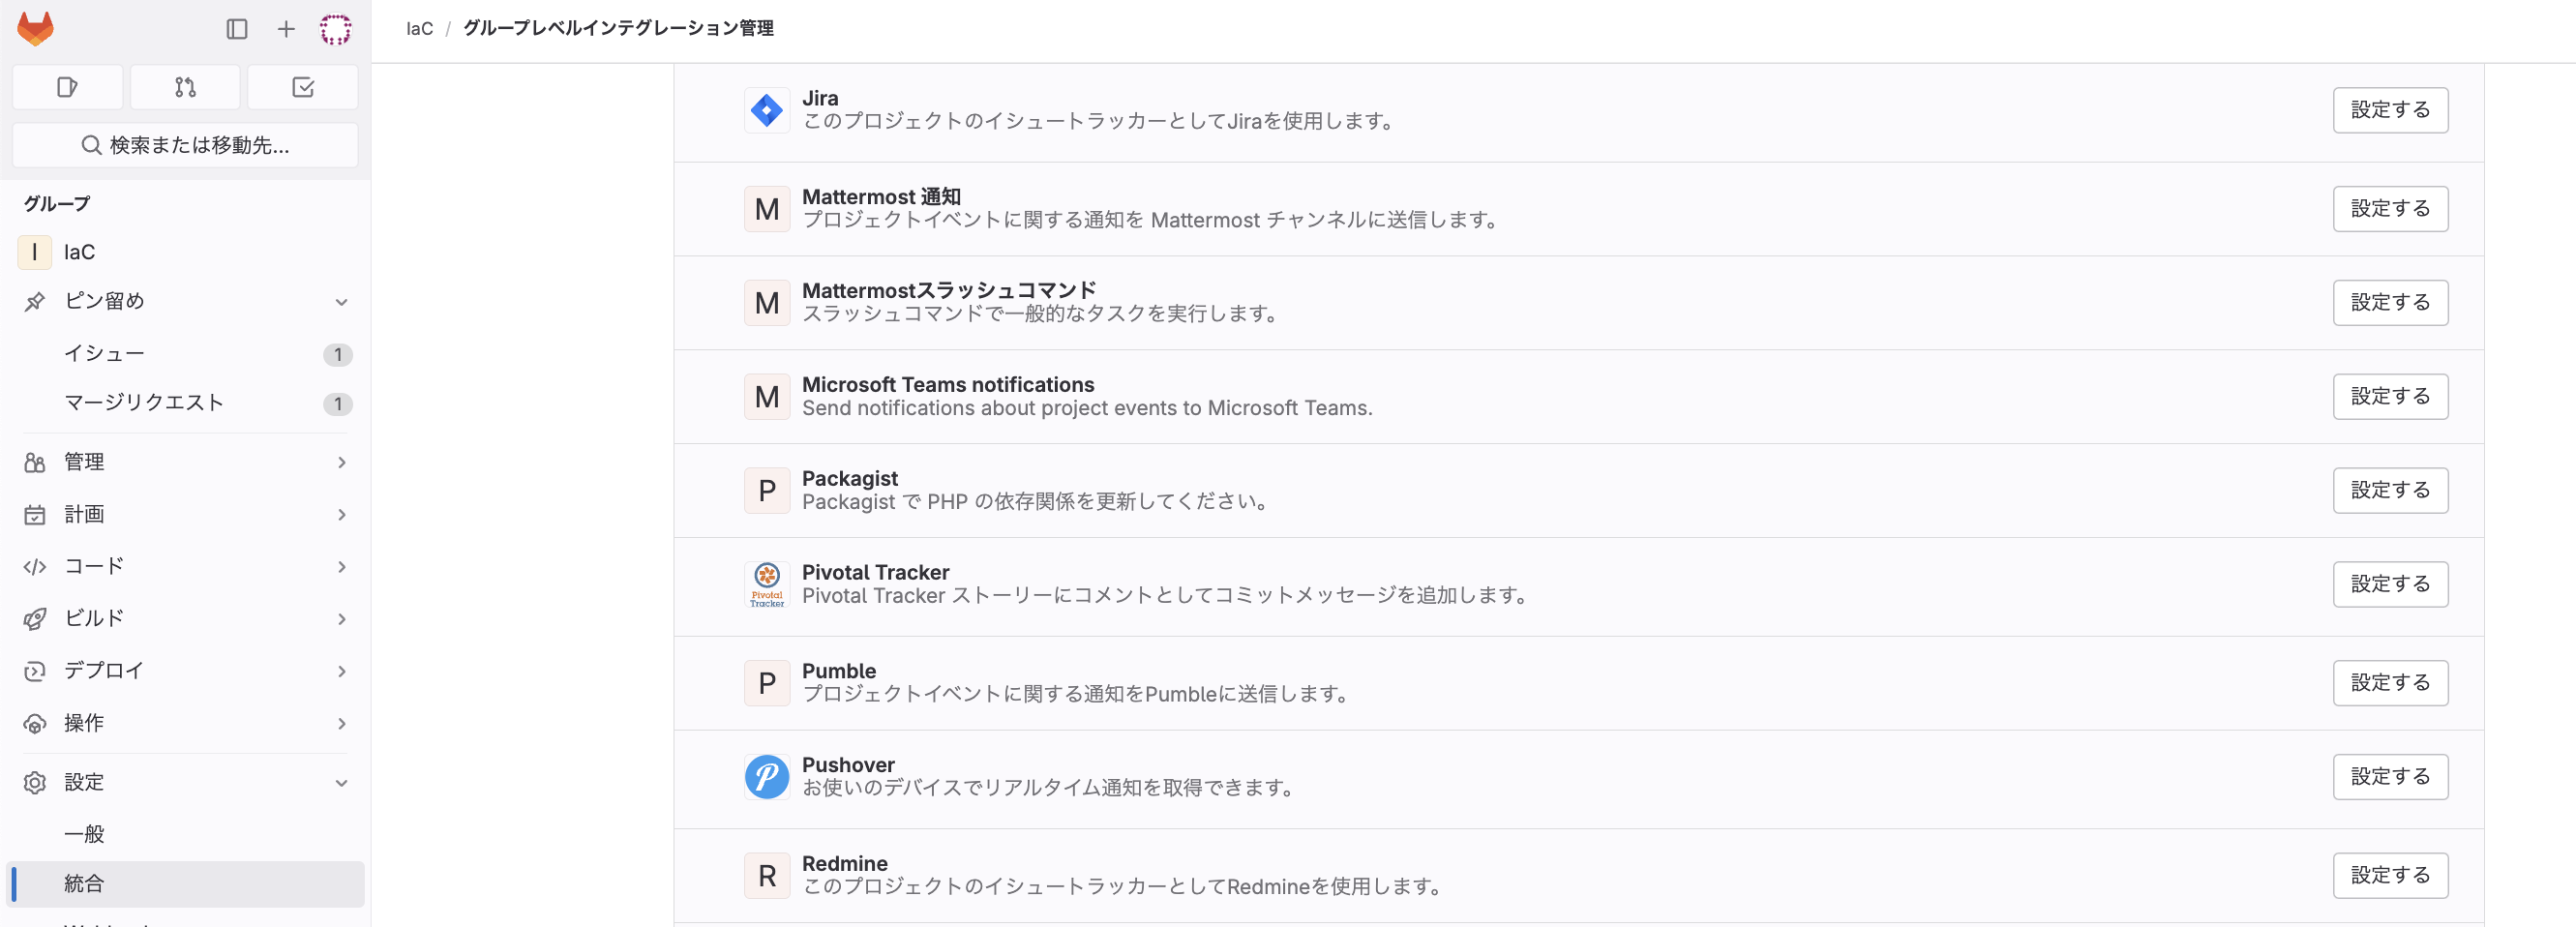 IaC / グループレベルインテグレーション管理
検索または移動先...
グループ
I IaC
ピン留め
イシュー 1
マージリクエスト 1
管理
計画
コード
ビルド
デプロイ
操作
設定
一般
統合
Jira
このプロジェクトのイシュートラッカーとしてJiraを使用します。
設定する
M Mattermost 通知
プロジェクトイベントに関する通知を Mattermost チャンネルに送信します。
設定する
M Mattermostスラッシュコマンド
スラッシュコマンドで一般的なタスクを実行します。
設定する
M Microsoft Teams notifications
Send notifications about project events to Microsoft Teams.
設定する
P Packagist
Packagist で PHP の依存関係を更新してください。
設定する
Pivotal
Tracker
Pivotal Tracker
Pivotal Tracker ストーリーにコメントとしてコミットメッセージを追加します。
設定する
P Pumble
プロジェクトイベントに関する通知をPumbleに送信します。
設定する
Pushover
お使いのデバイスでリアルタイム通知を取得できます。
設定する
R Redmine
このプロジェクトのイシュートラッカーとしてRedmineを使用します。
設定する